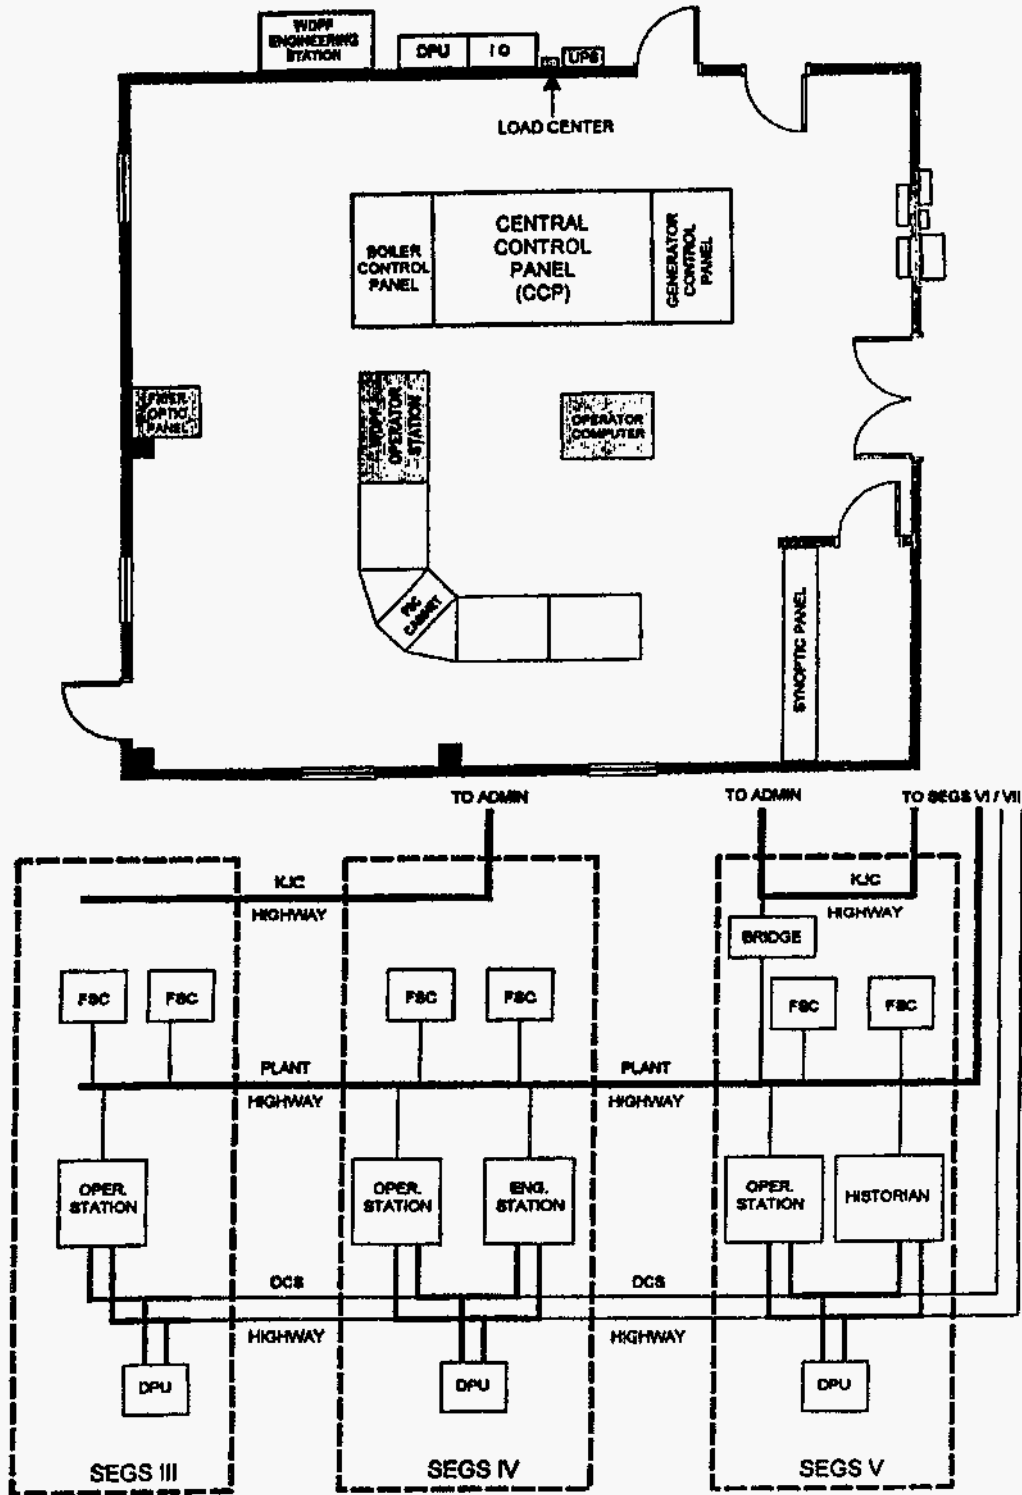 WDPF
ENGINEERING
STATION
DPU
I O
UPS
LOAD CENTER
BOILER
CONTROL
PANEL
CENTRAL
CONTROL
PANEL
(CCP)
GENERATOR
CONTROL
PANEL
FIBER
OPTIC
PANEL
WDPF
OPERATOR
STATION
OPERATOR
COMPUTER
FSC
CABINET
SYNOPTIC PANEL
TO ADMIN
TO ADMIN
TO SEGS VI / VII
KJC
HIGHWAY
KJC
HIGHWAY
BRIDGE
FSC
FSC
FSC
FSC
FSC
FSC
PLANT
HIGHWAY
PLANT
HIGHWAY
OPER.
STATION
OPER.
STATION
ENG.
STATION
OPER.
STATION
HISTORIAN
DCS
HIGHWAY
DCS
HIGHWAY
DPU
DPU
DPU
SEGS III
SEGS IV
SEGS V